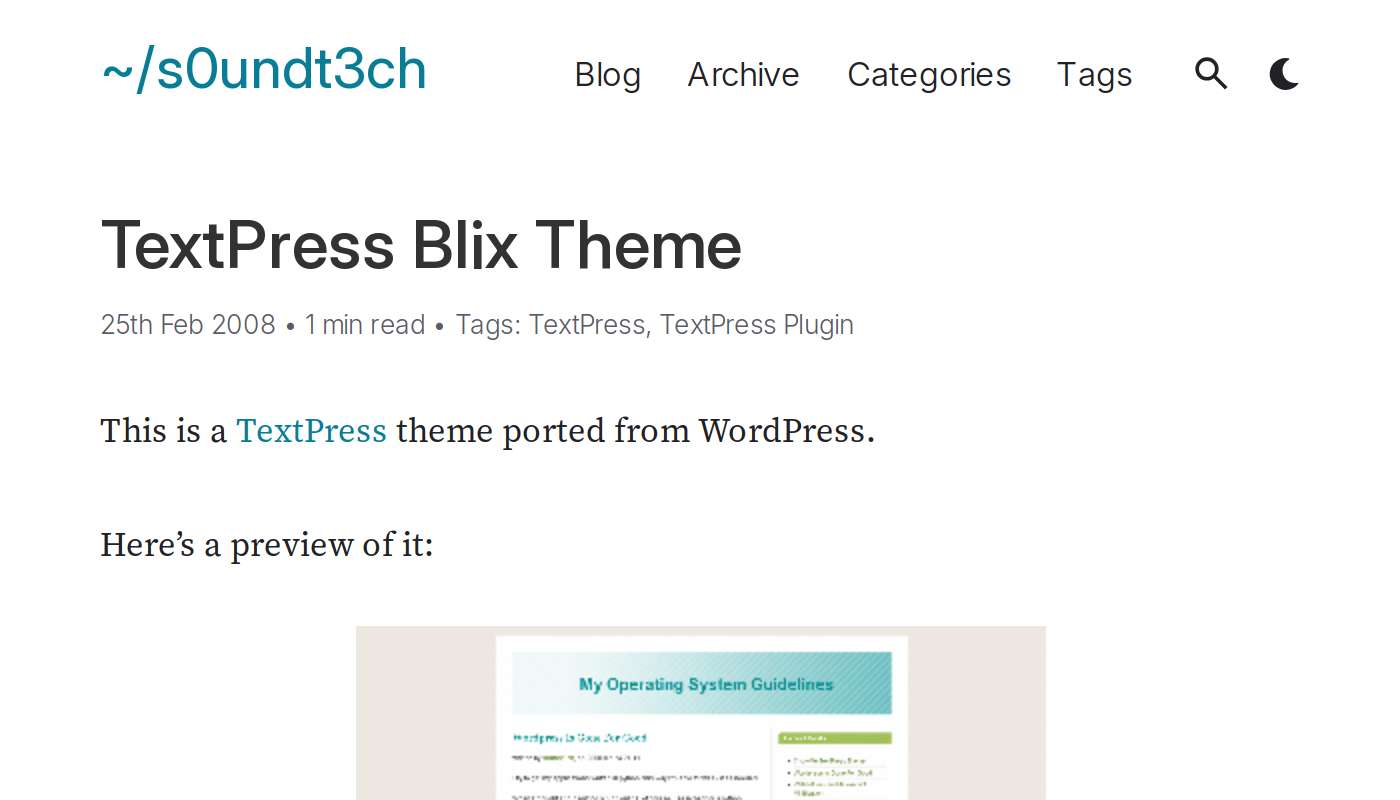 ~/s0undt3ch
Blog Archive Categories Tags
TextPress Blix Theme
25th Feb 2008 • 1 min read • Tags: TextPress, TextPress Plugin
This is a TextPress theme ported from WordPress.
Here’s a preview of it:
My Operating System Guidelines